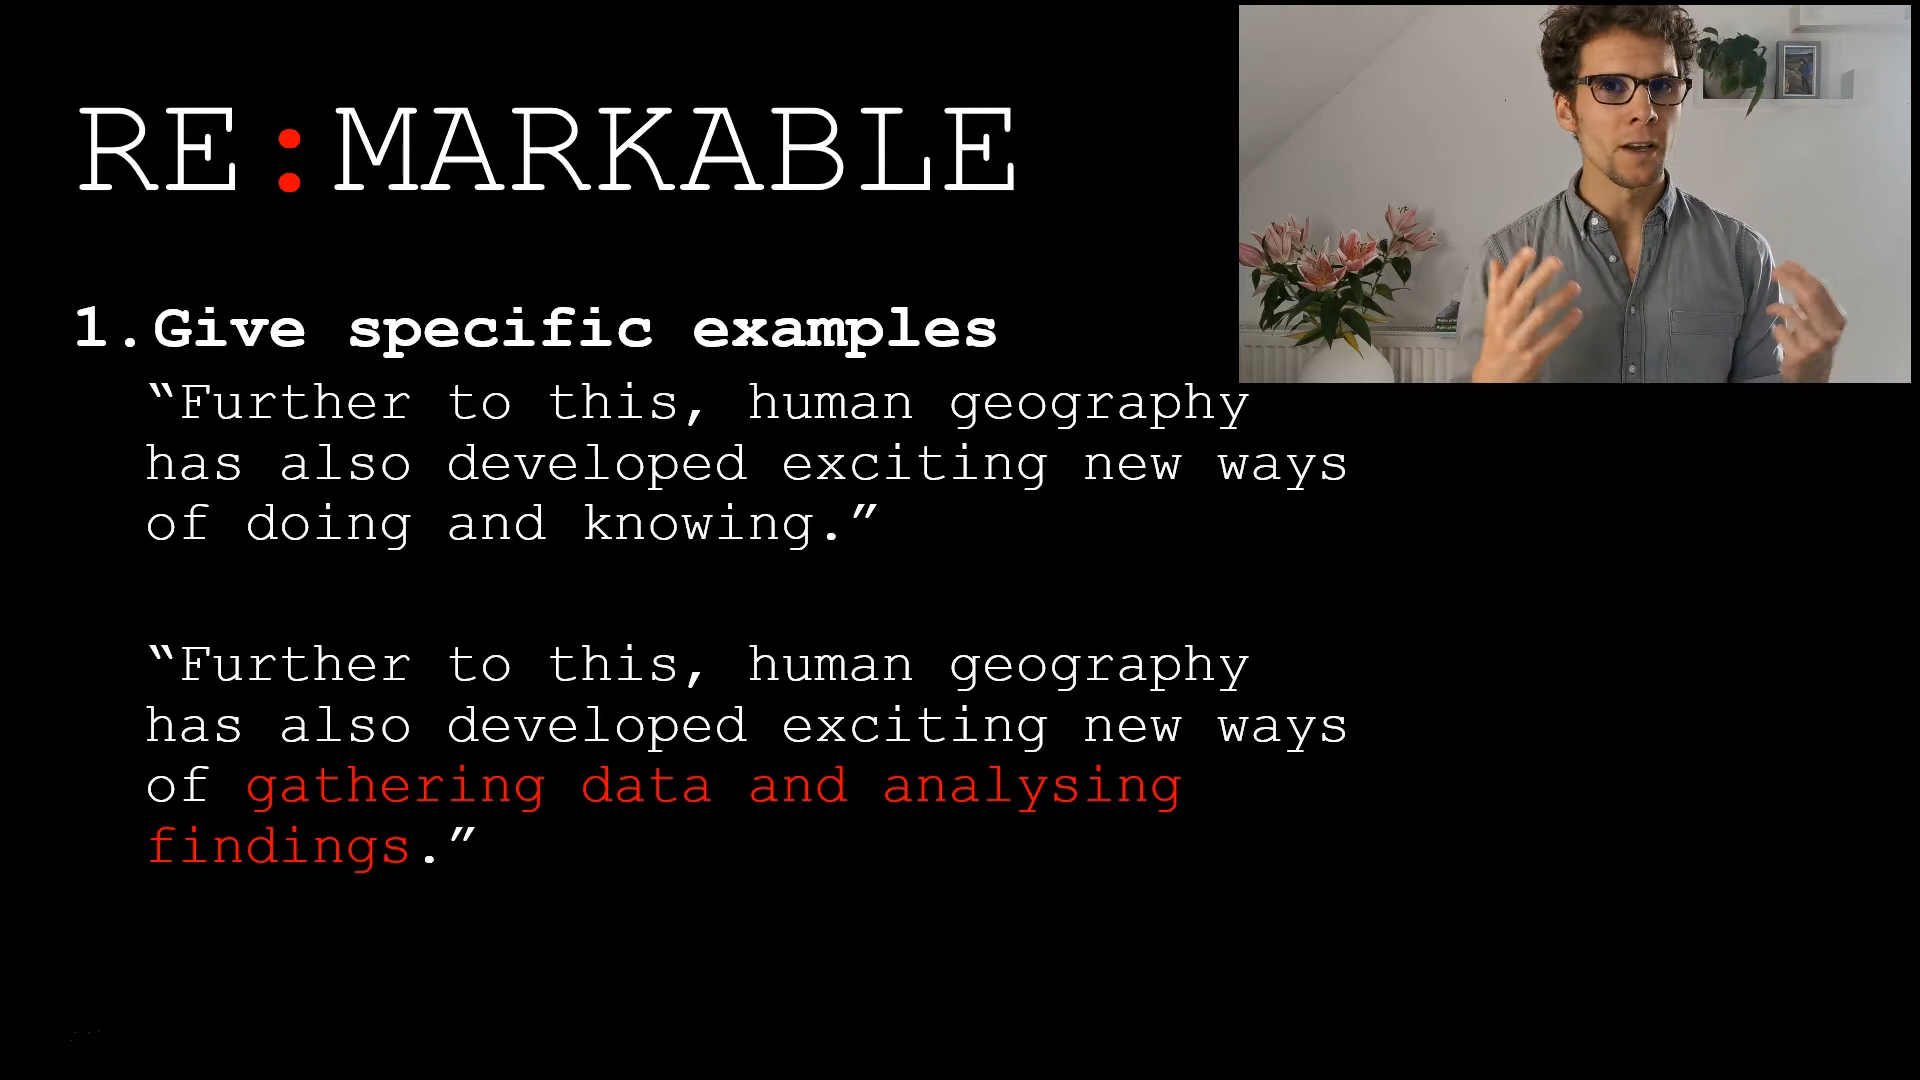 RE:MARKABLE
1. Give specific examples
“Further to this, human geography
has also developed exciting new ways
of doing and knowing.”
“Further to this, human geography
has also developed exciting new ways
of gathering data and analysing
findings.”